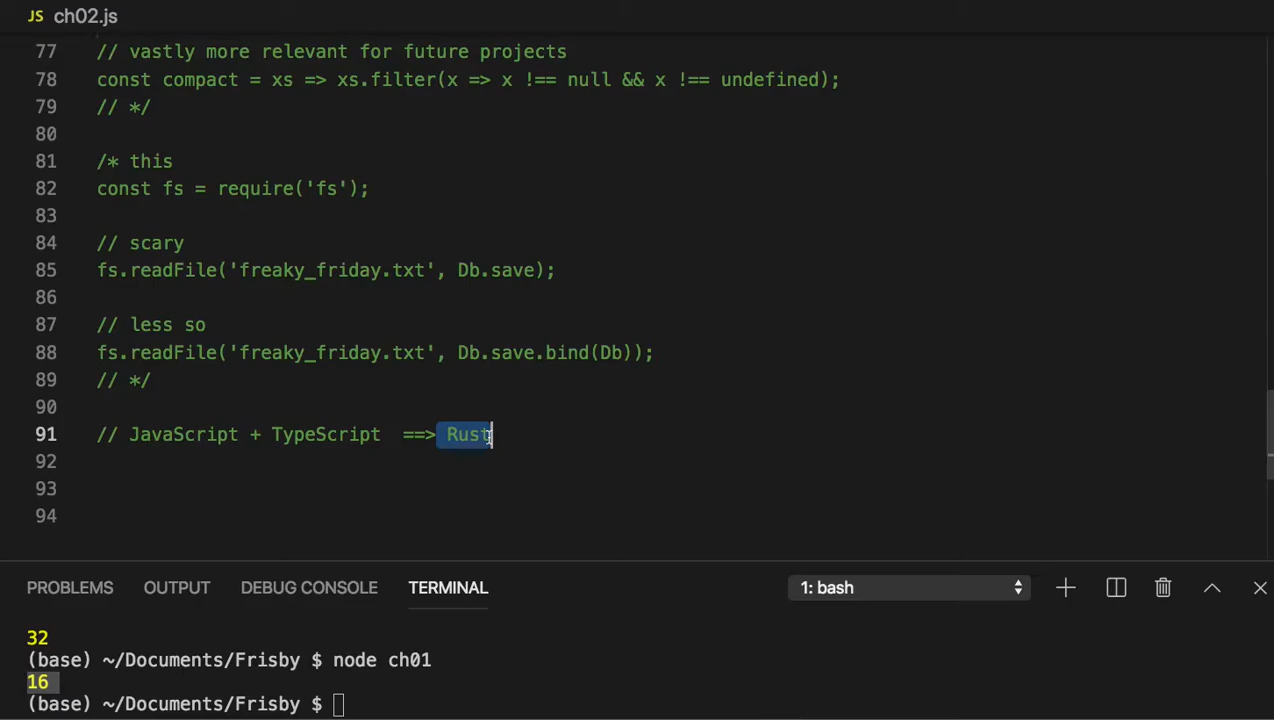 JS ch02.js
77 // vastly more relevant for future projects
78 const compact = xs => xs.filter(x => x !== null && x !== undefined);
79 // */
80
81 /* this
82 const fs = require('fs');
83
84 // scary
85 fs.readFile('freaky_friday.txt', Db.save);
86
87 // less so
88 fs.readFile('freaky_friday.txt', Db.save.bind(Db));
89 // */
90
91 // JavaScript + TypeScript  ==> Rust
92
93
94
PROBLEMS OUTPUT DEBUG CONSOLE TERMINAL 1: bash
32
(base) ~/Documents/Frisby $ node ch01
16
(base) ~/Documents/Frisby $